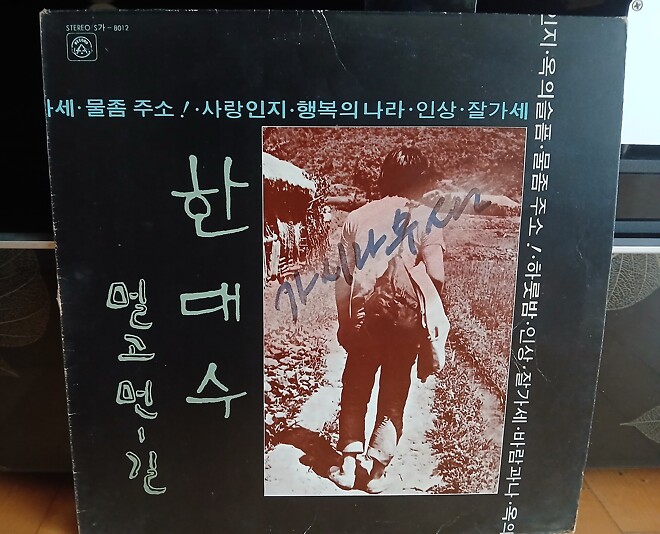 STEREO S가-8012
세·물좀 주소!·사랑인지·행복의나라·인상·잘가세
인지·옥의슬픔·물좀 주소!·하룻밤·인상·잘가세·바람과나·옥의
한대수
멀고 먼-길